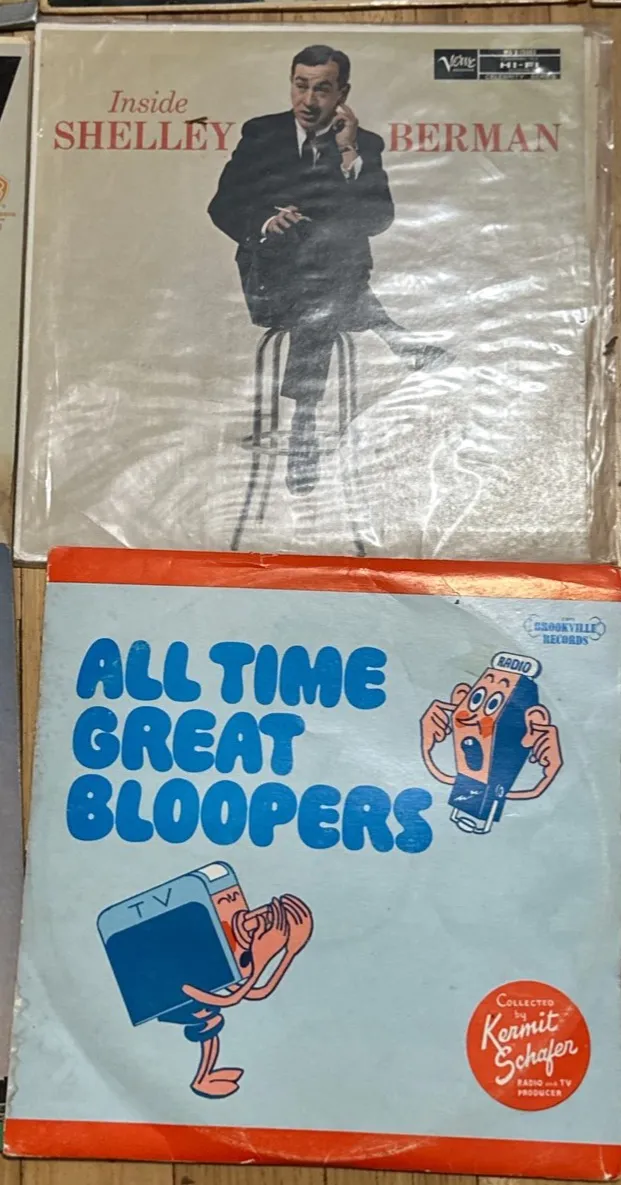 Inside
SHELLEY BERMAN
Verve
RECORDS
HI-FI
ALL TIME
GREAT
BLOOPERS
BROOKVILLE
RECORDS
RADIO
TV
COLLECTED
by
Kermit
Schafer
RADIO and TV
PRODUCER